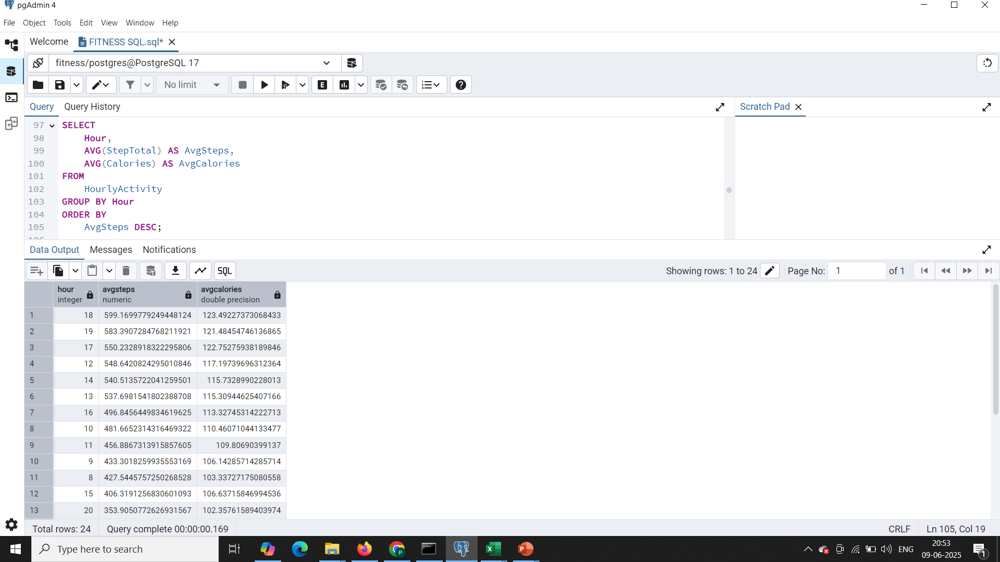 pgAdmin 4
File Object Tools Edit View Window Help
Welcome FITNESS SQL.sql*
fitness/postgres@PostgreSQL 17
No limit E
Query Query History Scratch Pad
97 SELECT
98 Hour,
99 AVG(StepTotal) AS AvgSteps,
100 AVG(Calories) AS AvgCalories
101 FROM
102 HourlyActivity
103 GROUP BY Hour
104 ORDER BY
105 AvgSteps DESC;
Data Output Messages Notifications
SQL Showing rows: 1 to 24 Page No: 1 of 1
hour avgsteps avgcalories
integer numeric double precision
1 18 599.1699779249448124 123.49227373068433
2 19 583.3907284768211921 121.48454746136865
3 17 550.2328918322295806 122.75275938189846
4 12 548.6420824295010846 117.19739696312364
5 14 540.5135722041259501 115.7328990228013
6 13 537.6981541802388708 115.30944625407166
7 16 496.8456449834619625 113.32745314222713
8 10 481.6652314316469322 110.46071044133477
9 11 456.8867313915857605 109.80690399137
10 9 433.3018259935553169 106.14285714285714
11 8 427.5445757250268528 103.33727175080558
12 15 406.3191256830601093 106.63715846994536
13 20 353.9050772626931567 102.35761589403974
Total rows: 24 Query complete 00:00:00.169 CRLF Ln 105, Col 19
Type here to search ENG 20:53
09-06-2025 1